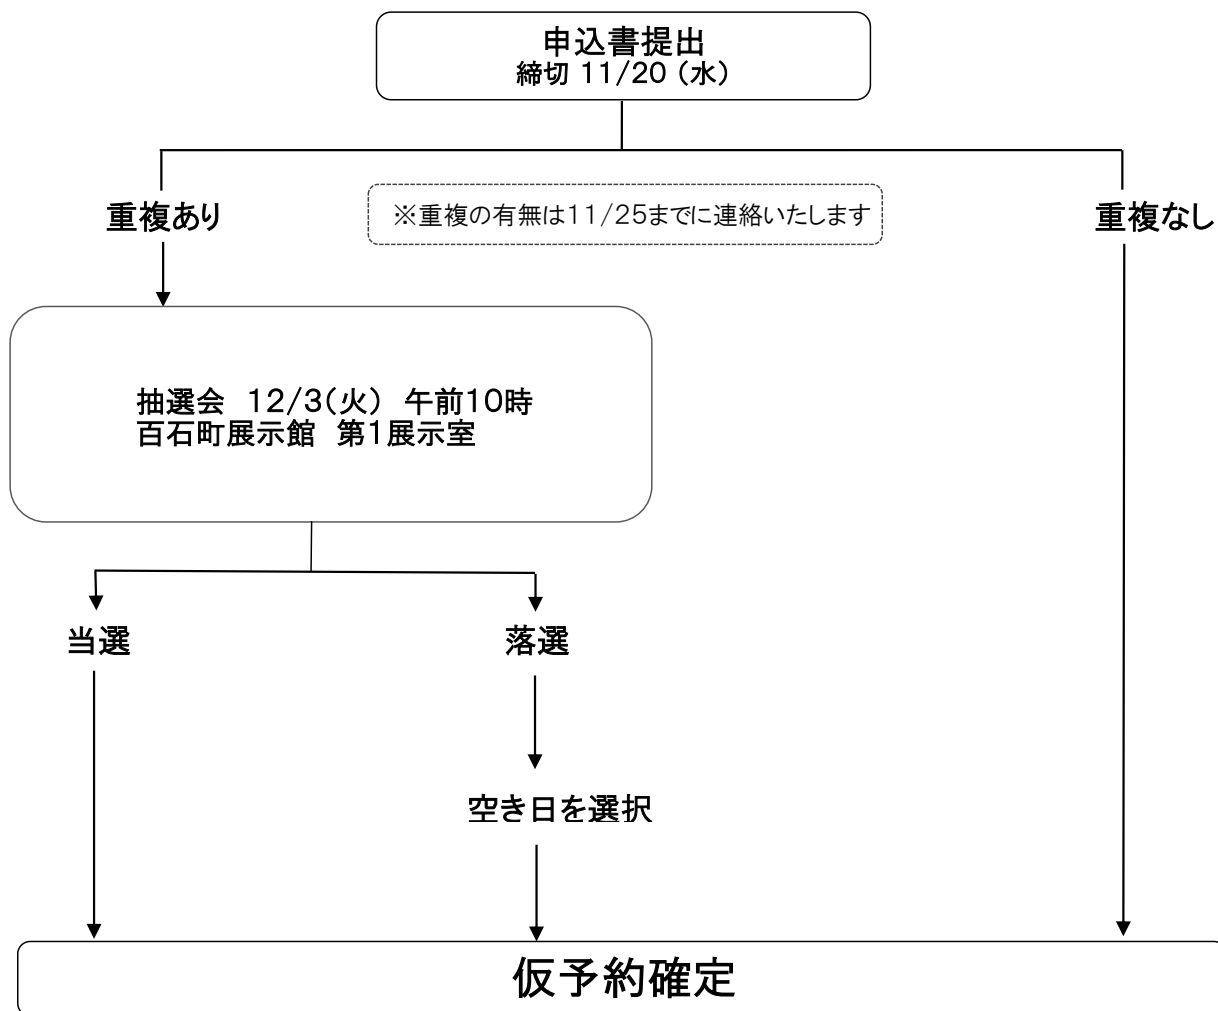 申込書提出
締切 11/20 (水)
重複あり
※重複の有無は11/25までに連絡いたします
重複なし
抽選会　12/3(火)　午前10時
百石町展示館　第1展示室
当選
落選
空き日を選択
仮予約確定